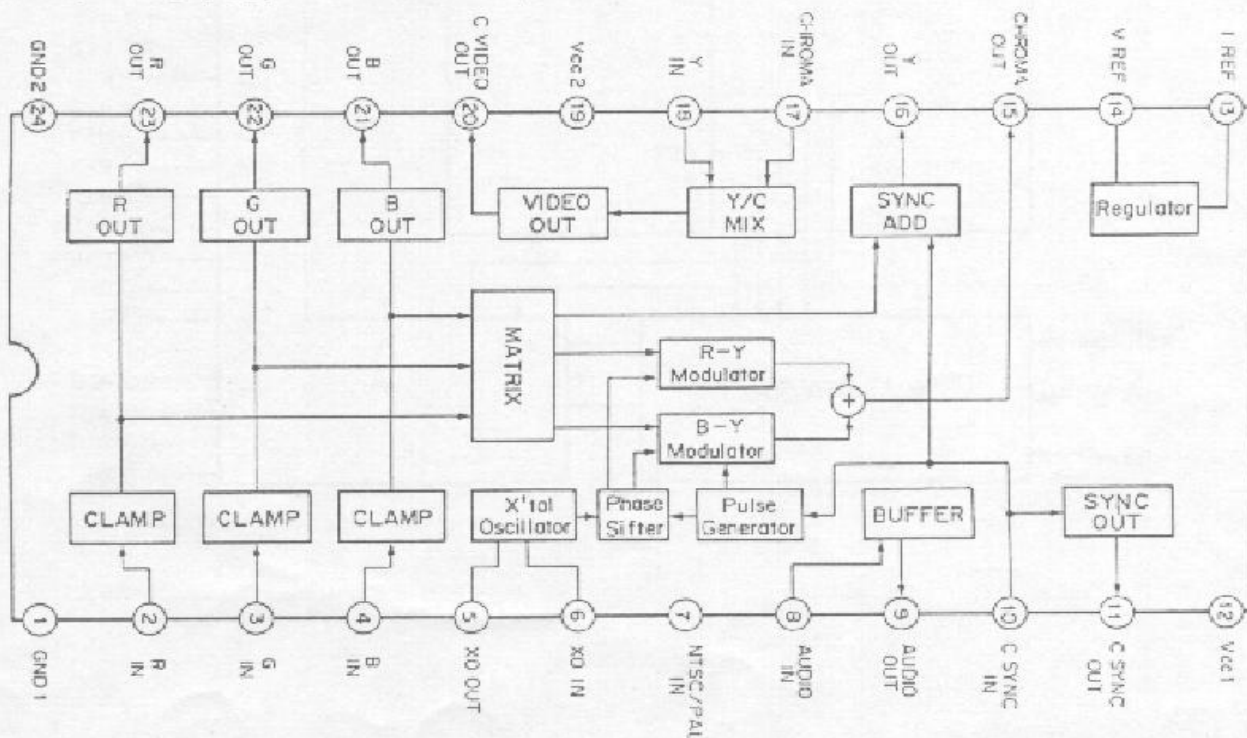 GND 2
R
OUT
G
OUT
B
OUT
C VIDEO
OUT
Vcc 2
Y
IN
CHROMA
IN
Y
OUT
CHROMA
OUT
V REF
I REF
24
23
22
21
20
19
18
17
16
15
14
13
R
OUT
G
OUT
B
OUT
VIDEO
OUT
Y/C
MIX
SYNC
ADD
Regulator
MATRIX
R-Y
Modulator
+
B-Y
Modulator
CLAMP
CLAMP
CLAMP
X'tal
Oscillator
Phase
Sifter
Pulse
Generator
BUFFER
SYNC
OUT
1
2
3
4
5
6
7
8
9
10
11
12
GND 1
R
IN
G
IN
B
IN
XO OUT
XO IN
NTSC/PAL
IN
AUDIO
IN
AUDIO
OUT
C SYNC
IN
C SYNC
OUT
Vcc 1